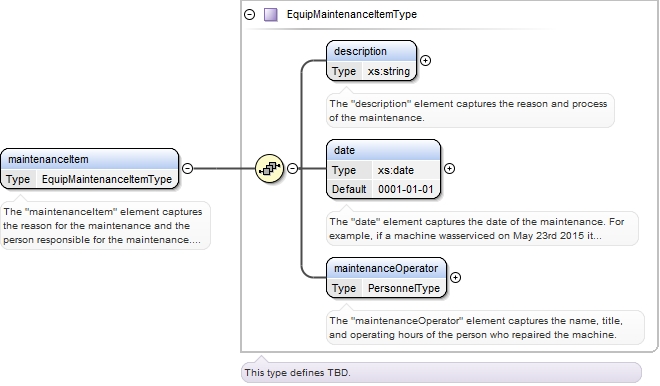 EquipMaintenanceItemType
description
Type xs:string
The "description" element captures the reason and process
of the maintenance.
maintenanceItem
Type EquipMaintenanceItemType
The "maintenanceItem" element captures
the reason for the maintenance and the
person responsible for the maintenance....
date
Type xs:date
Default 0001-01-01
The "date" element captures the date of the maintenance. For
example, if a machine wasserviced on May 23rd 2015 it...
maintenanceOperator
Type PersonnelType
The "maintenanceOperator" element captures the name, title,
and operating hours of the person who repaired the machine.
This type defines TBD.